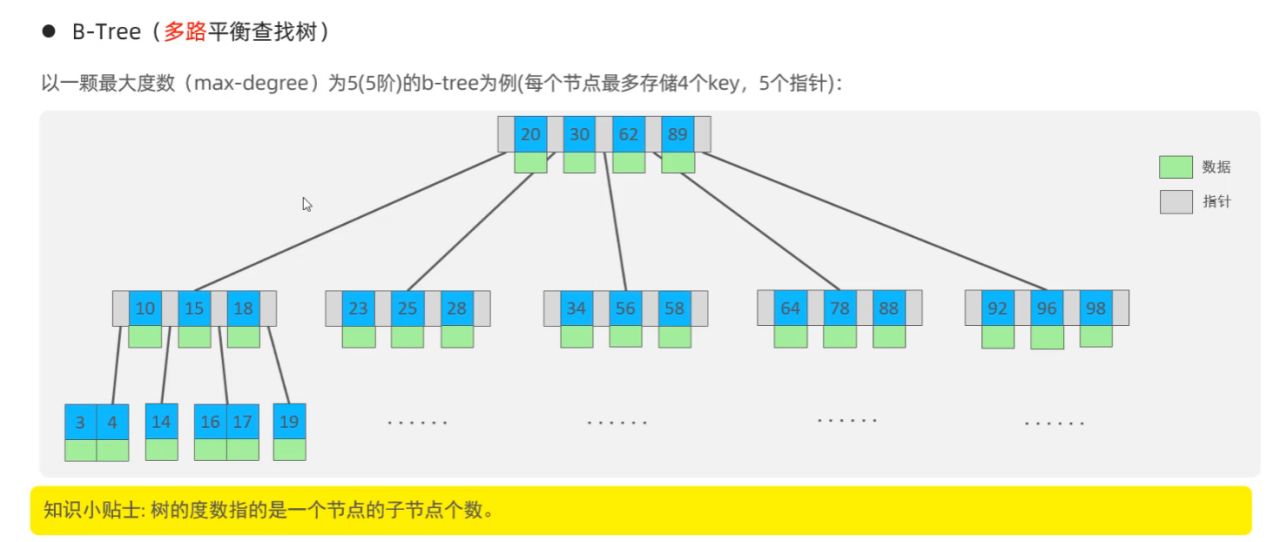 ● B-Tree（多路平衡查找树）
以一颗最大度数（max-degree）为5(5阶)的b-tree为例(每个节点最多存储4个key，5个指针)：
20 30 62 89
数据
指针
10 15 18 23 25 28 34 56 58 64 78 88 92 96 98
3 4 14 16 17 19 ...... ...... ...... ......
知识小贴士: 树的度数指的是一个节点的子节点个数。